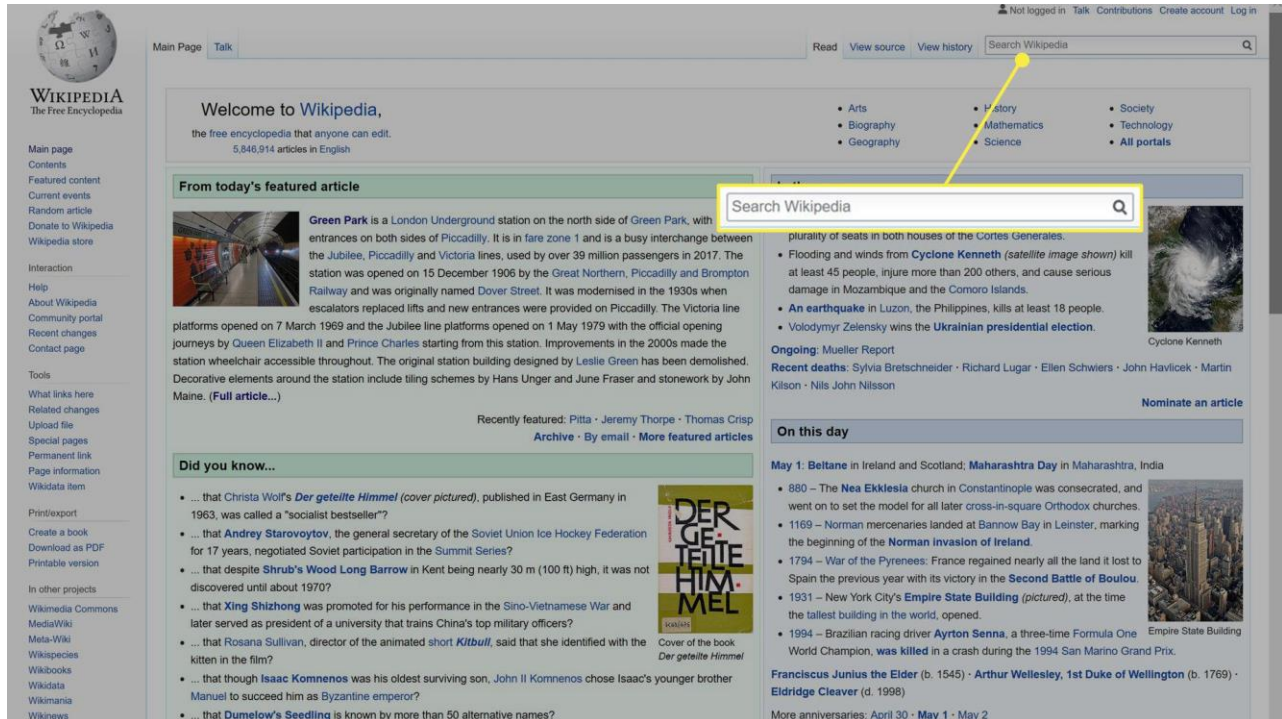 Not logged in Talk Contributions Create account Log in
Main Page Talk
Read View source View history Search Wikipedia
WIKIPEDIA
The Free Encyclopedia
Main page
Contents
Featured content
Current events
Random article
Donate to Wikipedia
Wikipedia store
Interaction
Help
About Wikipedia
Community portal
Recent changes
Contact page
Tools
What links here
Related changes
Upload file
Special pages
Permanent link
Page information
Wikidata item
Print/export
Create a book
Download as PDF
Printable version
In other projects
Wikimedia Commons
MediaWiki
Meta-Wiki
Wikispecies
Wikibooks
Wikidata
Wikimania
Wikinews
Welcome to Wikipedia,
the free encyclopedia that anyone can edit.
5,846,914 articles in English
• Arts
• Biography
• Geography
• History
• Mathematics
• Science
• Society
• Technology
• All portals
From today's featured article
Green Park is a London Underground station on the north side of Green Park, with
entrances on both sides of Piccadilly. It is in fare zone 1 and is a busy interchange between
the Jubilee, Piccadilly and Victoria lines, used by over 39 million passengers in 2017. The
station was opened on 15 December 1906 by the Great Northern, Piccadilly and Brompton
Railway and was originally named Dover Street. It was modernised in the 1930s when
escalators replaced lifts and new entrances were provided on Piccadilly. The Victoria line
platforms opened on 7 March 1969 and the Jubilee line platforms opened on 1 May 1979 with the official opening
journeys by Queen Elizabeth II and Prince Charles starting from this station. Improvements in the 2000s made the
station wheelchair accessible throughout. The original station building designed by Leslie Green has been demolished.
Decorative elements around the station include tiling schemes by Hans Unger and June Fraser and stonework by John
Maine. (Full article...)
Recently featured: Pitta · Jeremy Thorpe · Thomas Crisp
Archive · By email · More featured articles
Did you know...
• ... that Christa Wolf's Der geteilte Himmel (cover pictured), published in East Germany in
1963, was called a "socialist bestseller"?
• ... that Andrey Starovoytov, the general secretary of the Soviet Union Ice Hockey Federation
for 17 years, negotiated Soviet participation in the Summit Series?
• ... that despite Shrub's Wood Long Barrow in Kent being nearly 30 m (100 ft) high, it was not
discovered until about 1970?
• ... that Xing Shizhong was promoted for his performance in the Sino-Vietnamese War and
later served as president of a university that trains China's top military officers?
• ... that Rosana Sullivan, director of the animated short Kitbull, said that she identified with the
kitten in the film?
• ... that though Isaac Komnenos was his oldest surviving son, John II Komnenos chose Isaac's younger brother
Manuel to succeed him as Byzantine emperor?
• ... that Dumelow's Seedling is known by more than 50 alternative names?
DER
GE·
TEILTE
HIM·
MEL
Cover of the book
Der geteilte Himmel
Search Wikipedia
plurality of seats in both houses of the Cortes Generales.
• Flooding and winds from Cyclone Kenneth (satellite image shown) kill
at least 45 people, injure more than 200 others, and cause serious
damage in Mozambique and the Comoro Islands.
• An earthquake in Luzon, the Philippines, kills at least 18 people.
• Volodymyr Zelensky wins the Ukrainian presidential election.
Cyclone Kenneth
Ongoing: Mueller Report
Recent deaths: Sylvia Bretschneider · Richard Lugar · Ellen Schwiers · John Havlicek · Martin
Kilson · Nils John Nilsson
Nominate an article
On this day
May 1: Beltane in Ireland and Scotland; Maharashtra Day in Maharashtra, India
• 880 – The Nea Ekklesia church in Constantinople was consecrated, and
went on to set the model for all later cross-in-square Orthodox churches.
• 1169 – Norman mercenaries landed at Bannow Bay in Leinster, marking
the beginning of the Norman invasion of Ireland.
• 1794 – War of the Pyrenees: France regained nearly all the land it lost to
Spain the previous year with its victory in the Second Battle of Boulou.
• 1931 – New York City's Empire State Building (pictured), at the time
the tallest building in the world, opened.
• 1994 – Brazilian racing driver Ayrton Senna, a three-time Formula One
World Champion, was killed in a crash during the 1994 San Marino Grand Prix.
Empire State Building
Franciscus Junius the Elder (b. 1545) · Arthur Wellesley, 1st Duke of Wellington (b. 1769) ·
Eldridge Cleaver (d. 1998)
More anniversaries: April 30 · May 1 · May 2